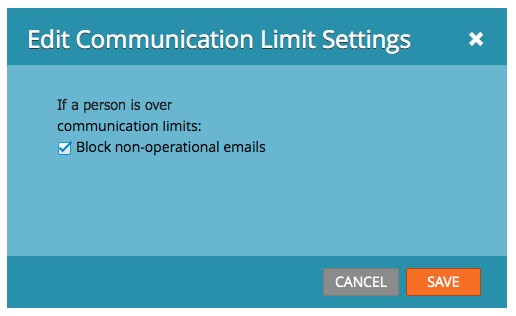 Edit Communication Limit Settings
If a person is over
communication limits:
Block non-operational emails
CANCEL
SAVE